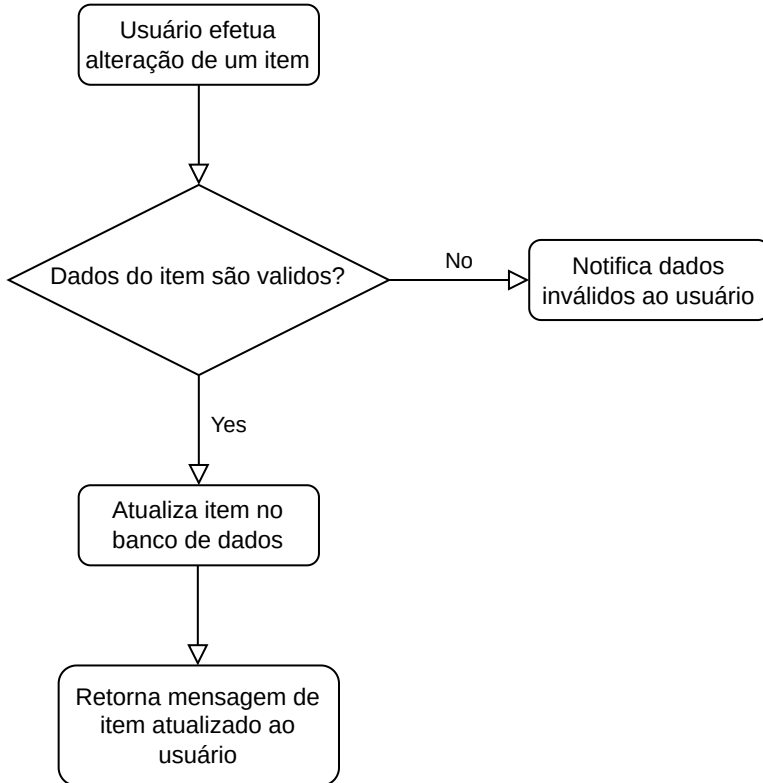 Usuário efetua
alteração de um item
Dados do item são validos?
No
Notifica dados
inválidos ao usuário
Yes
Atualiza item no
banco de dados
Retorna mensagem de
item atualizado ao
usuário